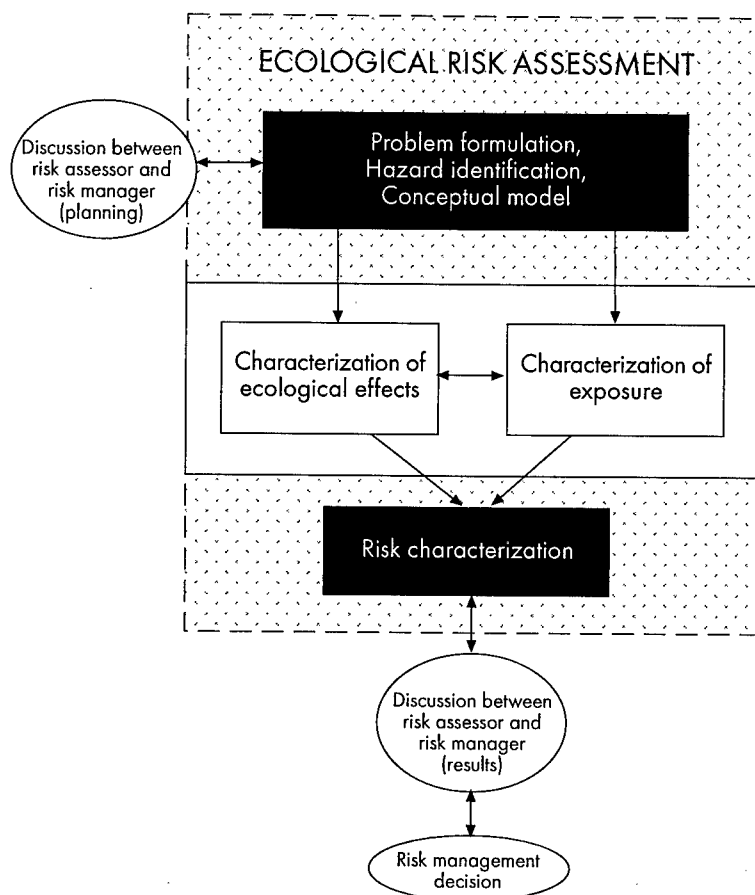 ECOLOGICAL RISK ASSESSMENT
Discussion between
risk assessor and
risk manager
(planning)
Problem formulation,
Hazard identification,
Conceptual model
Characterization of
ecological effects
Characterization of
exposure
Risk characterization
Discussion between
risk assessor and
risk manager
(results)
Risk management
decision